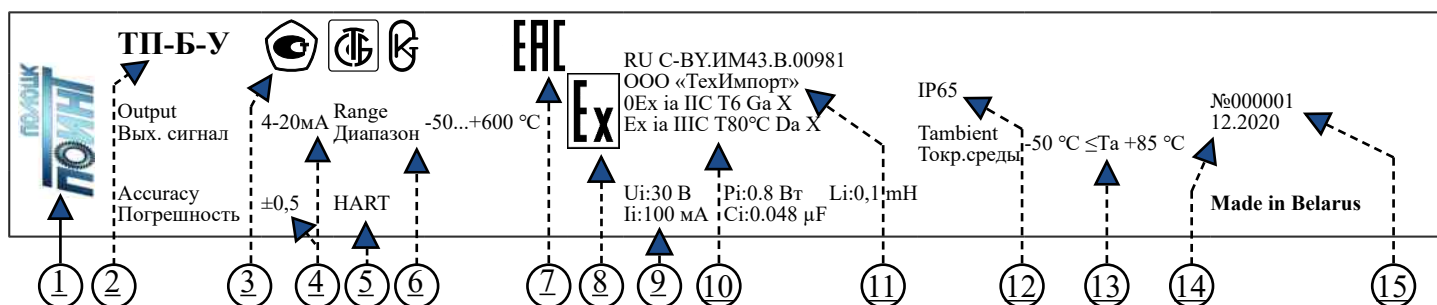 ПОЛОЦК
ПОИНТ
ТП-Б-У
Output
Вых. сигнал
4-20мА
Range
Диапазон
-50...+600 °C
Accuracy
Погрешность
±0,5
HART
EAC
Ex
RU C-BY.ИМ43.В.00981
ООО «ТехИмпорт»
0Ex ia IIC T6 Ga X
Ex ia IIIC T80°C Da X
Ui:30 В
Pi:0.8 Вт
Li:0,1 mH
Ii:100 мА
Ci:0.048 μF
IP65
Tambient
Токр.среды
-50 °C ≤Ta +85 °C
№000001
12.2020
Made in Belarus
1 2 3 4 5 6 7 8 9 10 11 12 13 14 15